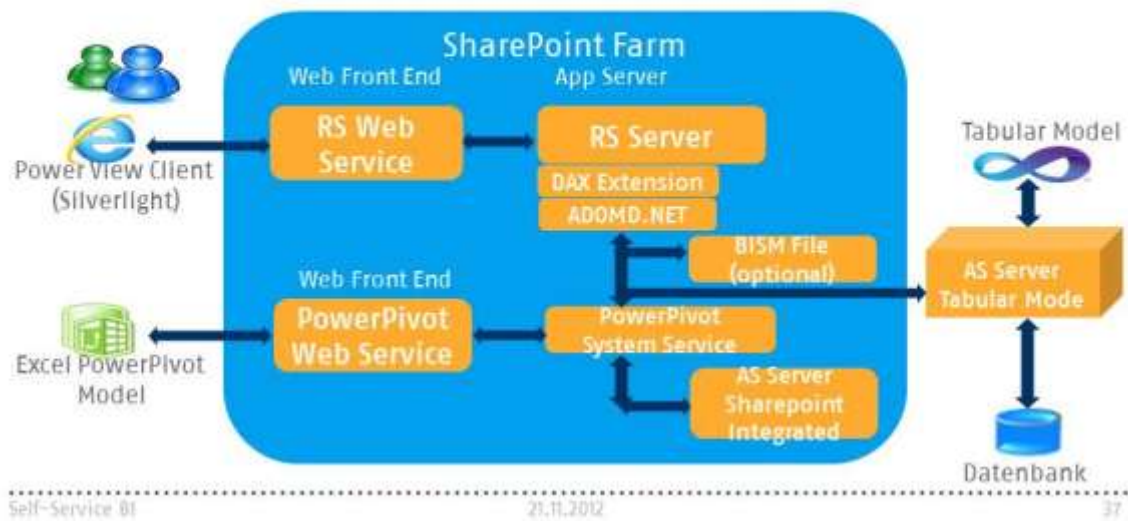 SharePoint Farm
Web Front End
App Server
RS Web
Service
RS Server
DAX Extension
ADOMD.NET
Power View Client
(Silverlight)
Tabular Model
BISM File
(optional)
AS Server
Tabular Mode
Web Front End
PowerPivot
Web Service
PowerPivot
System Service
Excel PowerPivot
Model
AS Server
Sharepoint
Integrated
Datenbank
Self-Service BI
21.11.2012
37